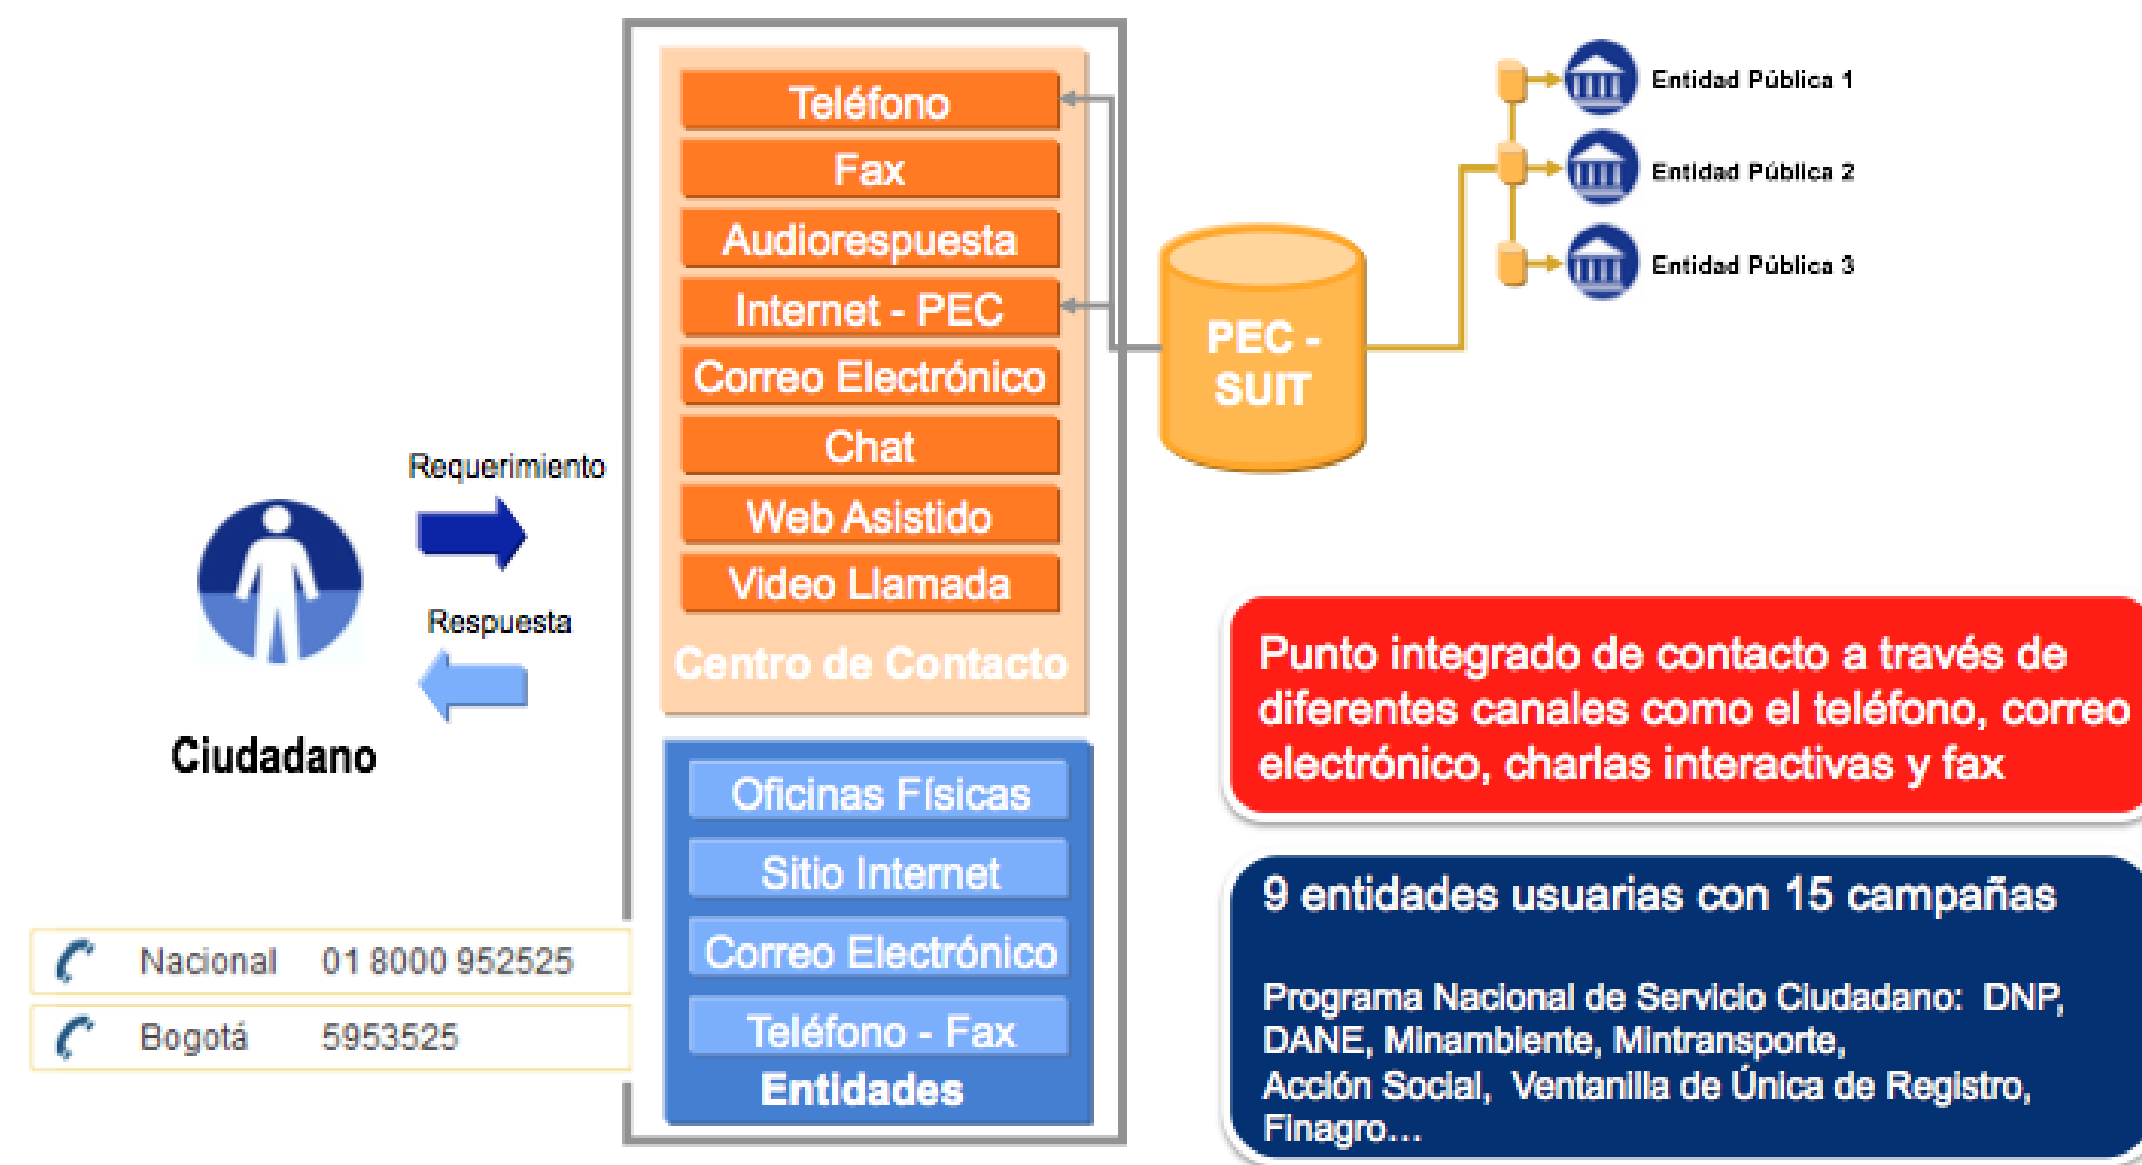 Teléfono
Fax
Audiorespuesta
Internet - PEC
Correo Electrónico
Chat
Web Asistido
Video Llamada
Centro de Contacto
Oficinas Físicas
Sitio Internet
Correo Electrónico
Teléfono - Fax
Entidades
Requerimiento
Respuesta
Ciudadano
Nacional 01 8000 952525
Bogotá 5953525
PEC -
SUIT
Entidad Pública 1
Entidad Pública 2
Entidad Pública 3
Punto integrado de contacto a través de
diferentes canales como el teléfono, correo
electrónico, charlas interactivas y fax
9 entidades usuarias con 15 campañas
Programa Nacional de Servicio Ciudadano: DNP,
DANE, Minambiente, Mintransporte,
Acción Social, Ventanilla de Única de Registro,
Finagro...